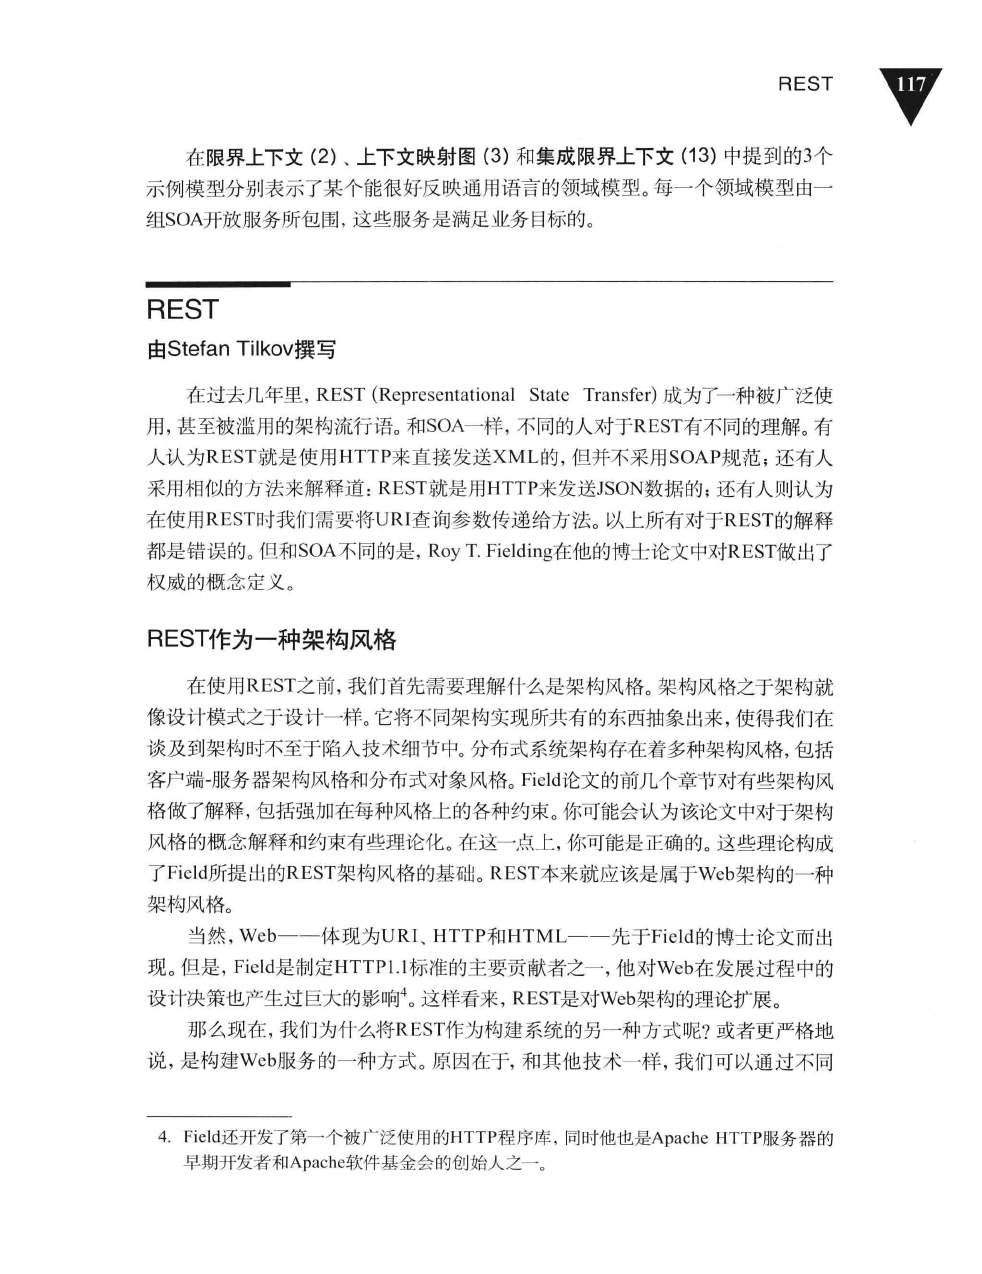 REST 117
在限界上下文(2)、上下文映射图(3)和集成限界上下文(13)中提到的3个
示例模型分别表示了某个能很好反映通用语言的领域模型。每一个领域模型由一
组SOA开放服务所包围,这些服务是满足业务目标的。
REST
由Stefan Tilkov撰写
在过去几年里,REST(Representational State Transfer)成为了一种被广泛使
用,甚至被滥用的架构流行语。和SOA一样,不同的人对于REST有不同的理解。有
人认为REST就是使用HTTP来直接发送XML的,但并不采用SOAP规范;还有人
采用相似的方法来解释道:REST就是用HTTP来发送JSON数据的;还有人则认为
在使用REST时我们需要将URI查询参数传递给方法。以上所有对于REST的解释
都是错误的。但和SOA不同的是,Roy T. Fielding在他的博士论文中对REST做出了
权威的概念定义。
REST作为一种架构风格
在使用REST之前,我们首先需要理解什么是架构风格。架构风格之于架构就
像设计模式之于设计一样。它将不同架构实现所共有的东西抽象出来,使得我们在
谈及到架构时不至于陷入技术细节中。分布式系统架构存在着多种架构风格,包括
客户端-服务器架构风格和分布式对象风格。Field论文的前几个章节对有些架构风
格做了解释,包括强加在每种风格上的各种约束。你可能会认为该论文中对于架构
风格的概念解释和约束有些理论化。在这一点上,你可能是正确的。这些理论构成
了Field所提出的REST架构风格的基础。REST本来就应该是属于Web架构的一种
架构风格。
当然,Web——体现为URI、HTTP和HTML——先于Field的博士论文而出
现。但是,Field是制定HTTP1.1标准的主要贡献者之一,他对Web在发展过程中的
设计决策也产生过巨大的影响4。这样看来,REST是对Web架构的理论扩展。
那么现在,我们为什么将REST作为构建系统的另一种方式呢?或者更严格地
说,是构建Web服务的一种方式。原因在于,和其他技术一样,我们可以通过不同
4. Field还开发了第一个被广泛使用的HTTP程序库,同时他也是Apache HTTP服务器的
早期开发者和Apache软件基金会的创始人之一。